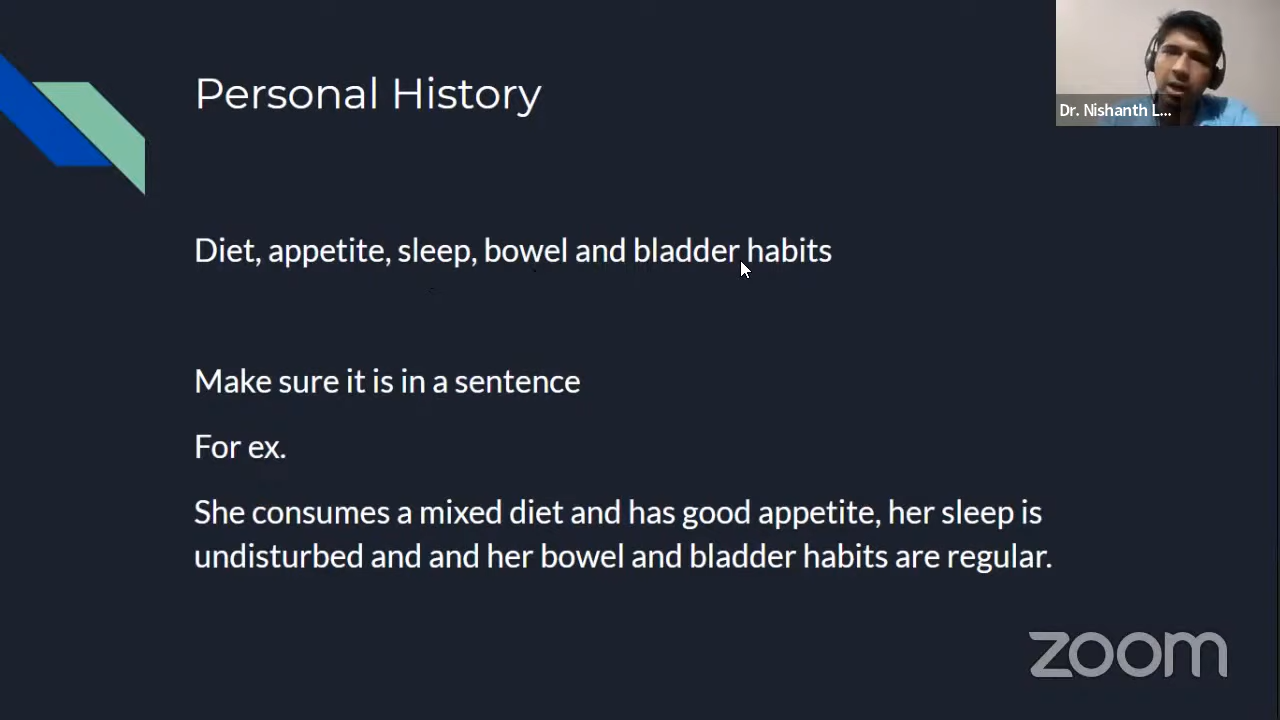 Personal History
Dr. Nishanth L...
Diet, appetite, sleep, bowel and bladder habits
Make sure it is in a sentence
For ex.
She consumes a mixed diet and has good appetite, her sleep is
undisturbed and and her bowel and bladder habits are regular.
zoom